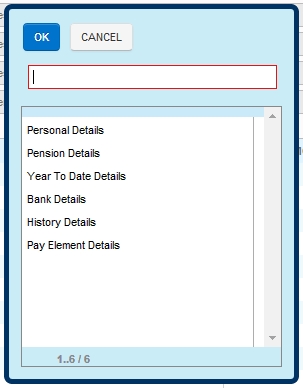 OK CANCEL
Personal Details
Pension Details
Year To Date Details
Bank Details
History Details
Pay Element Details
1..6 / 6